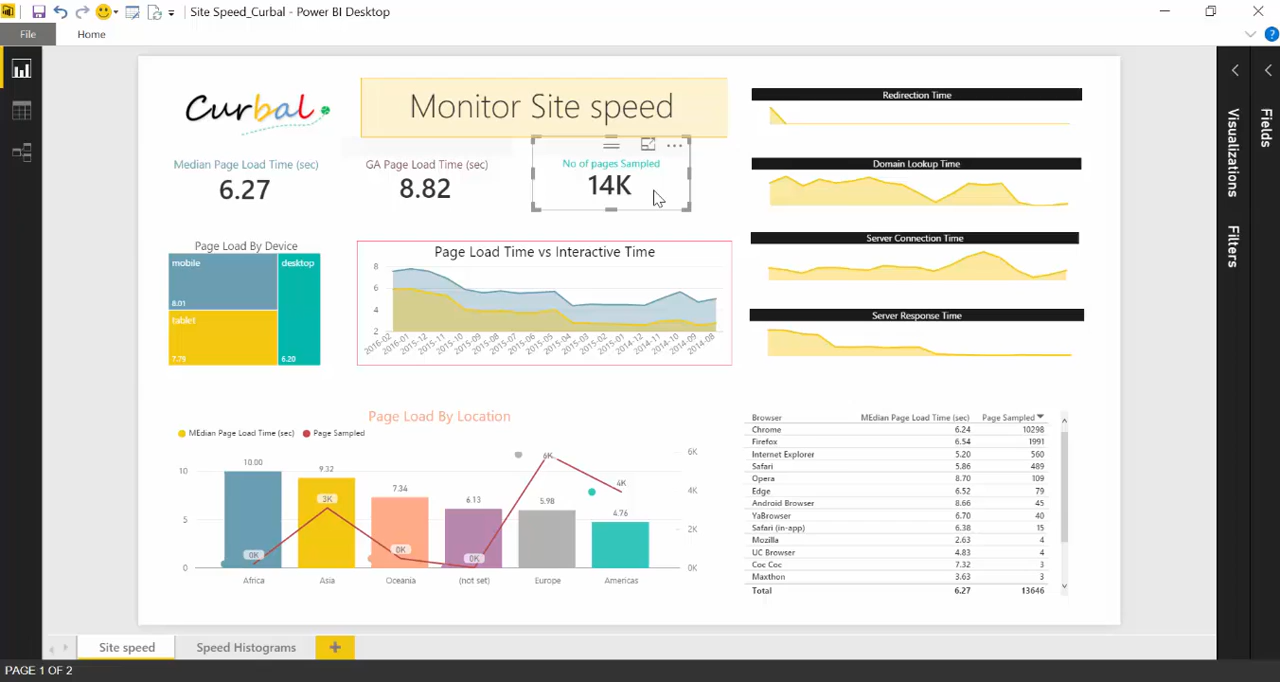 Site Speed_Curbal - Power BI Desktop
File
Home
?
Curbal
Monitor Site speed
Median Page Load Time (sec)
6.27
GA Page Load Time (sec)
8.82
No of pages Sampled
14K
Redirection Time
Domain Lookup Time
Server Connection Time
Server Response Time
Visualizations
Filters
Fields
Page Load By Device
mobile
8.01
tablet
7.79
desktop
6.20
Page Load Time vs Interactive Time
8
6
4
2
2016-02
2016-01
2015-12
2015-11
2015-10
2015-09
2015-08
2015-07
2015-06
2015-05
2015-04
2015-03
2015-02
2015-01
2014-12
2014-11
2014-10
2014-09
2014-08
Page Load By Location
MEdian Page Load Time (sec) Page Sampled
10
5
0
6K
4K
2K
0K
10.00
9.32
7.34
6.13
5.98
4.76
0K
3K
0K
0K
6K
4K
Africa
Asia
Oceania
(not set)
Europe
Americas
Browser MEdian Page Load Time (sec) Page Sampled
Chrome 6.24 10298
Firefox 6.54 1991
Internet Explorer 5.20 560
Safari 5.86 489
Opera 8.70 109
Edge 6.52 79
Android Browser 8.66 45
YaBrowser 6.70 40
Safari (in-app) 6.38 15
Mozilla 2.63 4
UC Browser 4.83 4
Coc Coc 7.32 3
Maxthon 3.63 3
Total 6.27 13646
Site speed
Speed Histograms
PAGE 1 OF 2